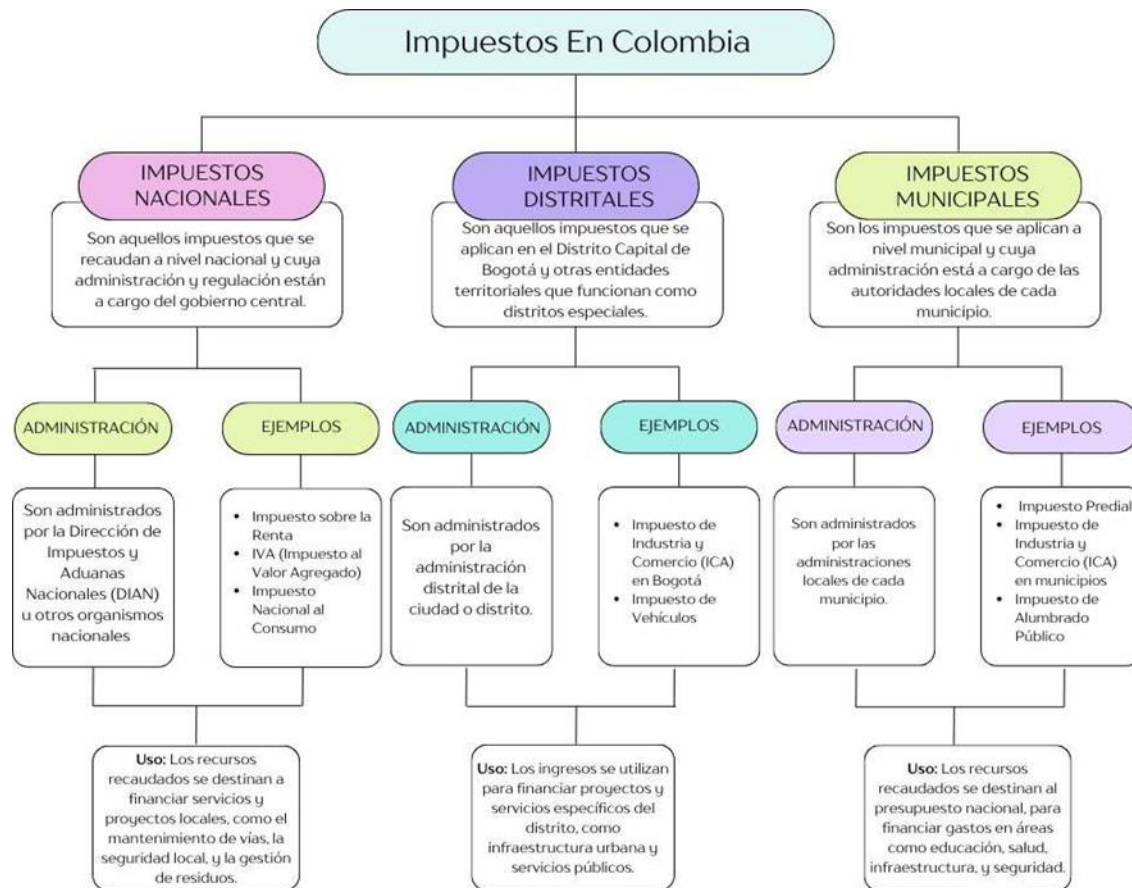 Impuestos En Colombia
IMPUESTOS
NACIONALES
Son aquellos impuestos que se
recaudan a nivel nacional y cuya
administración y regulación están
a cargo del gobierno central.
ADMINISTRACIÓN
Son administrados
por la Dirección de
Impuestos y
Aduanas
Nacionales (DIAN)
u otros organismos
nacionales
EJEMPLOS
• Impuesto sobre la
Renta
• IVA (Impuesto al
Valor Agregado)
• Impuesto
Nacional al
Consumo
Uso: Los recursos
recaudados se destinan a
financiar servicios y
proyectos locales, como el
mantenimiento de vías, la
seguridad local, y la gestión
de residuos.
IMPUESTOS
DISTRITALES
Son aquellos impuestos que se
aplican en el Distrito Capital de
Bogotá y otras entidades
territoriales que funcionan como
distritos especiales.
ADMINISTRACIÓN
Son administrados
por la
administración
distrital de la
ciudad o distrito.
EJEMPLOS
• Impuesto de
Industria y
Comercio (ICA)
en Bogotá
• Impuesto de
Vehículos
Uso: Los ingresos se utilizan
para financiar proyectos y
servicios específicos del
distrito, como
infraestructura urbana y
servicios públicos.
IMPUESTOS
MUNICIPALES
Son los impuestos que se aplican a
nivel municipal y cuya
administración está a cargo de las
autoridades locales de cada
municipio.
ADMINISTRACIÓN
Son administrados
por las
administraciones
locales de cada
municipio.
EJEMPLOS
• Impuesto Predial
• Impuesto de
Industria y
Comercio (ICA)
en municipios
• Impuesto de
Alumbrado
Público
Uso: Los recursos
recaudados se destinan al
presupuesto nacional, para
financiar gastos en áreas
como educación, salud,
infraestructura, y seguridad.